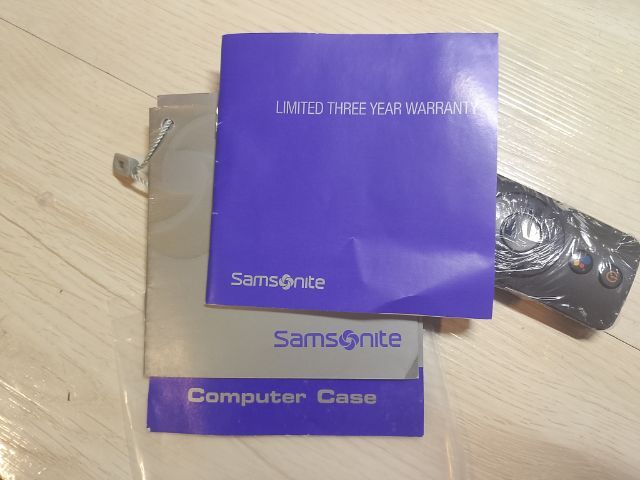 LIMITED THREE YEAR WARRANTY
Samsonite
Samsonite
Computer Case